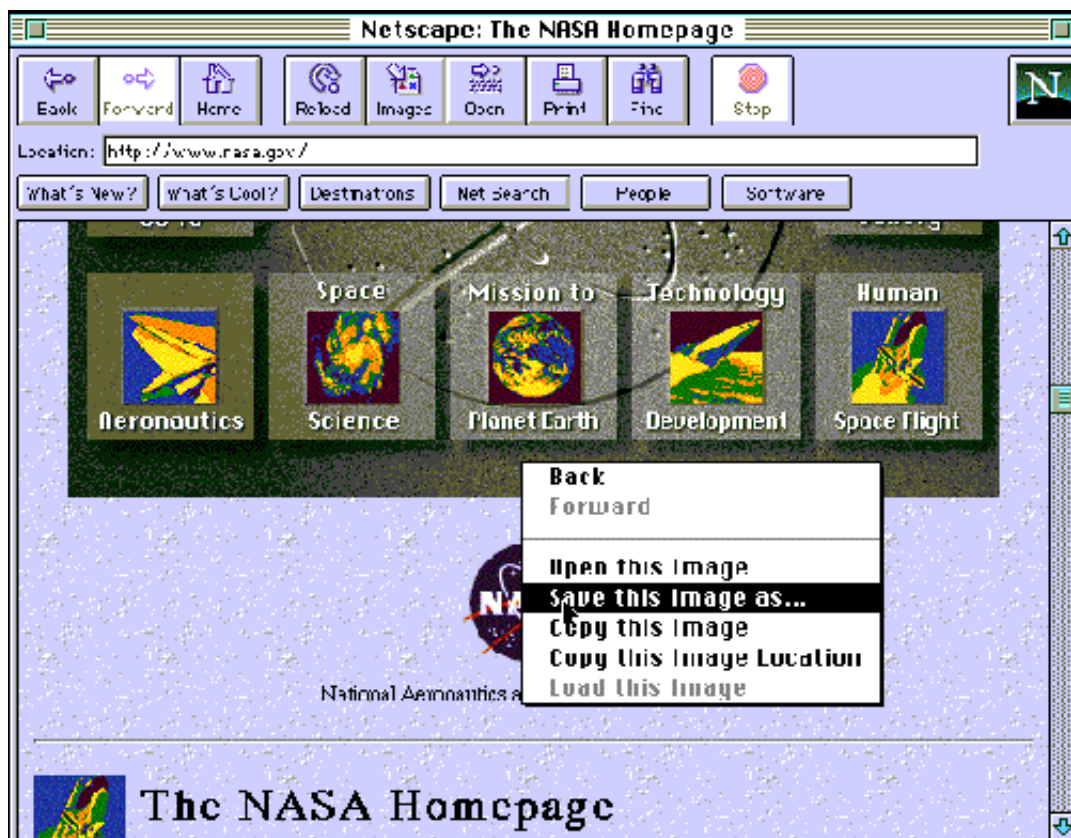 Netscape: The NASA Homepage
Back Forward Home Reload Images Open Print Find Stop
N
Location: http://www.nasa.gov/
What's New? What's Cool? Destinations Net Search People Software
Space Mission to Technology Human
Aeronautics Science Planet Earth Development Space Flight
Back
Forward
Open this Image
Save this Image as...
Copy this Image
Copy this Image Location
Load this Image
National Aeronautics a
The NASA Homepage